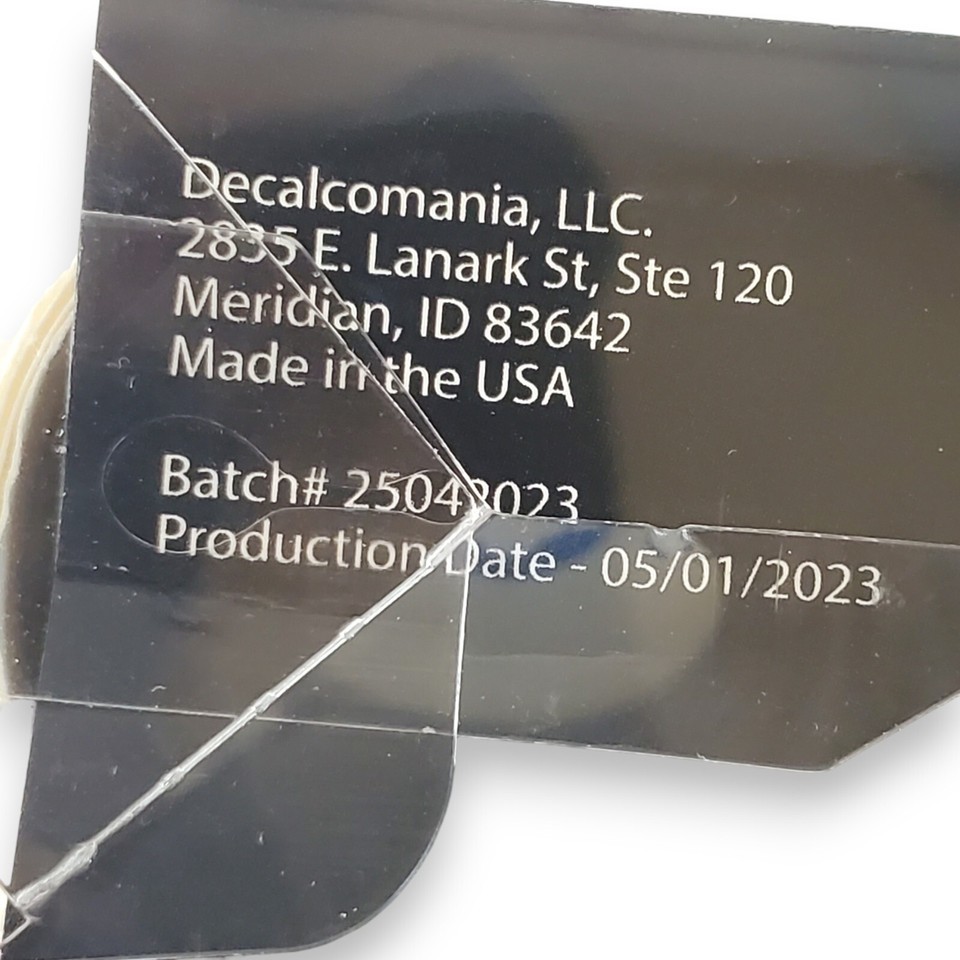 Decalcomania, LLC.
2835 E. Lanark St, Ste 120
Meridian, ID 83642
Made in the USA
Batch# 25042023
Production Date - 05/01/2023